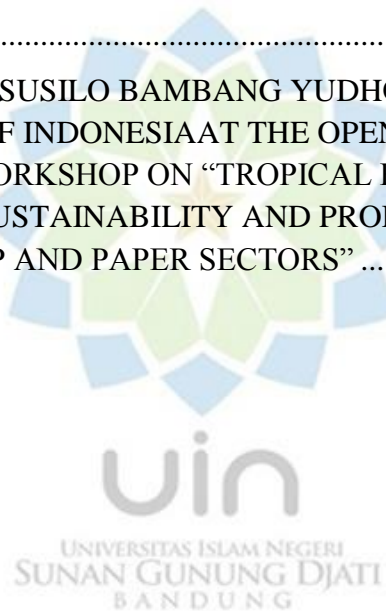 ...............................................................
SUSILO BAMBANG YUDHO
F INDONESIAAT THE OPEN
ORKSHOP ON “TROPICAL
USTAINABILITY AND PRO
P AND PAPER SECTORS” ...
uin
UNIVERSITAS ISLAM NEGERI
SUNAN GUNUNG DJATI
BANDUNG